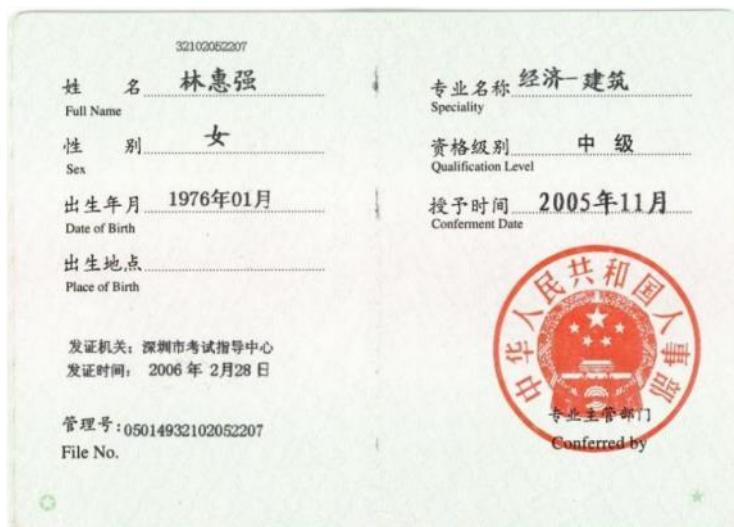 32102052207
姓 名 林惠强
Full Name
性 别 女
Sex
出生年月 1976年01月
Date of Birth
出生地点
Place of Birth
发证机关：深圳市考试指导中心
发证时间： 2006 年 2月28 日
管理号：05014932102052207
File No.
专业名称 经济-建筑
Speciality
资格级别 中 级
Qualification Level
授予时间 2005年11月
Conferment Date
中华人民共和国人事部
专业主管部门
Conferred by